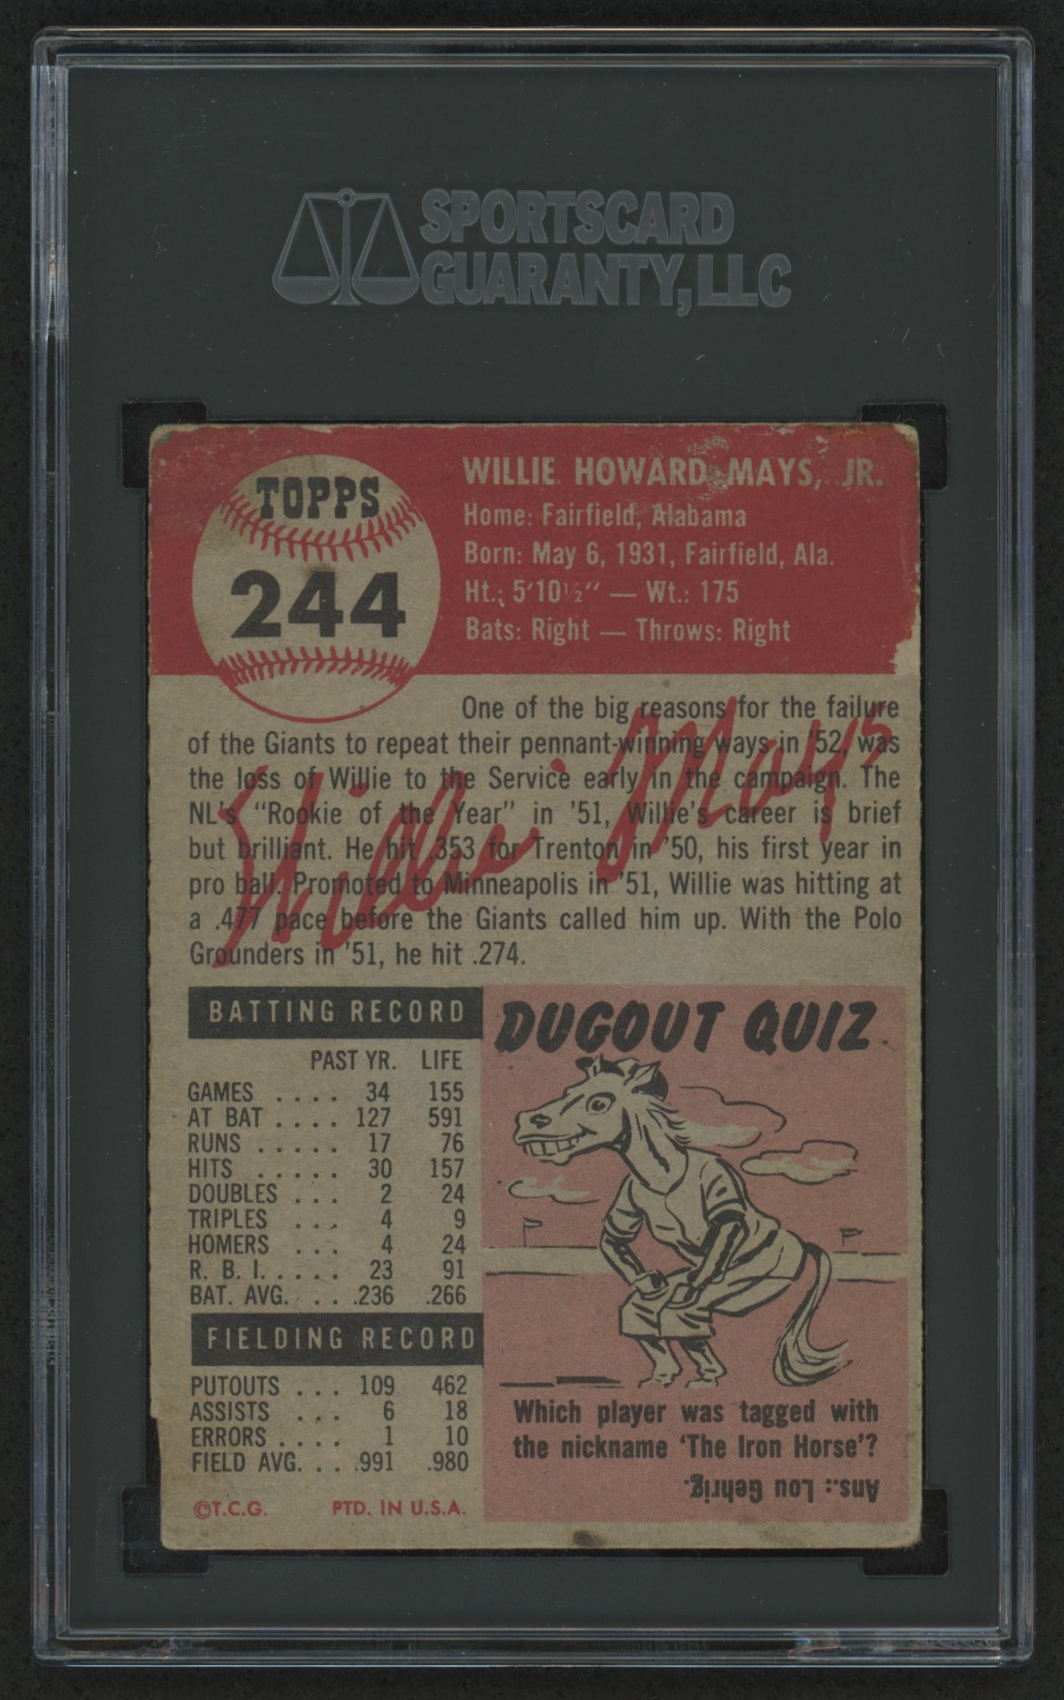 SPORTSCARD
GUARANTY, LLC
TOPPS
244
WILLIE HOWARD MAYS, JR.
Home: Fairfield, Alabama
Born: May 6, 1931, Fairfield, Ala.
Ht.: 5'10½" — Wt.: 175
Bats: Right — Throws: Right
One of the big reasons for the failure
of the Giants to repeat their pennant-winning ways in '52, was
the loss of Willie to the Service early in the campaign. The
NL's "Rookie of the Year" in '51, Willie's career is brief
but brilliant. He hit .353 for Trenton in '50, his first year in
pro ball. Promoted to Minneapolis in '51, Willie was hitting at
a .477 pace before the Giants called him up. With the Polo
Grounders in '51, he hit .274.
Willie Mays
BATTING RECORD
PAST YR. LIFE
GAMES .... 34 155
AT BAT .... 127 591
RUNS ..... 17 76
HITS ..... 30 157
DOUBLES ... 2 24
TRIPLES ... 4 9
HOMERS ... 4 24
R. B. I. .... 23 91
BAT. AVG. ... .236 .266
FIELDING RECORD
PUTOUTS ... 109 462
ASSISTS ... 6 18
ERRORS .... 1 10
FIELD AVG. ... .991 .980
©T.C.G. PTD. IN U.S.A.
DUGOUT QUIZ
Which player was tagged with
the nickname 'The Iron Horse'?
Ans.: Lou Gehrig.